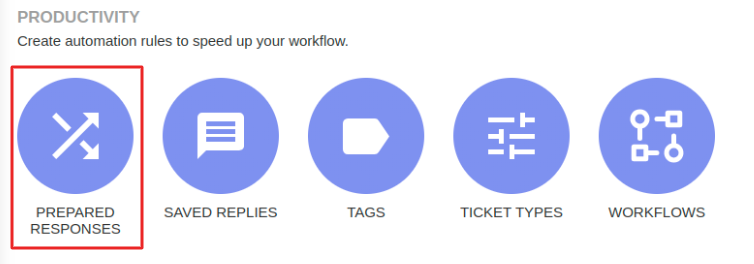 PRODUCTIVITY
Create automation rules to speed up your workflow.
PREPARED
RESPONSES
SAVED REPLIES
TAGS
TICKET TYPES
WORKFLOWS